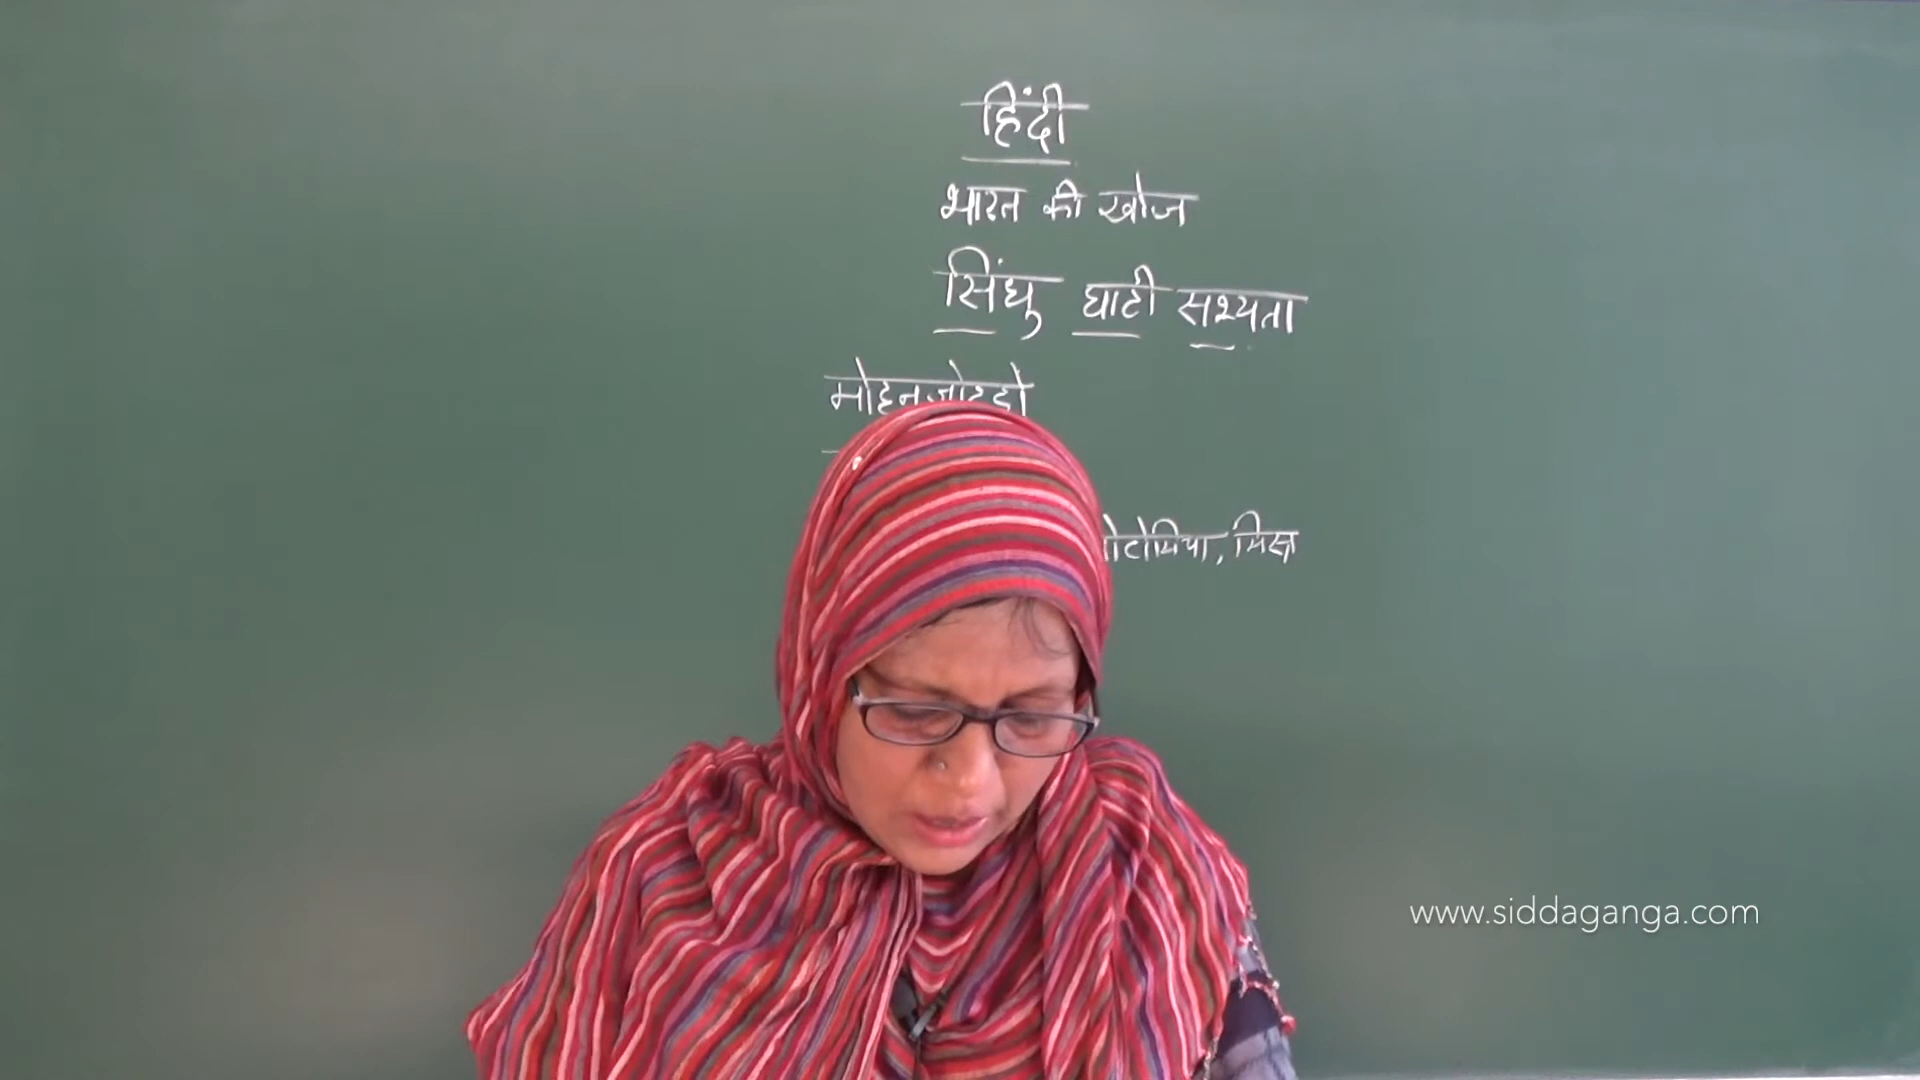 हिंदी
भारत की खोज
सिंधु घाटी सभ्यता
मोहनजोदड़ो
मिस्र
www.siddaganga.com